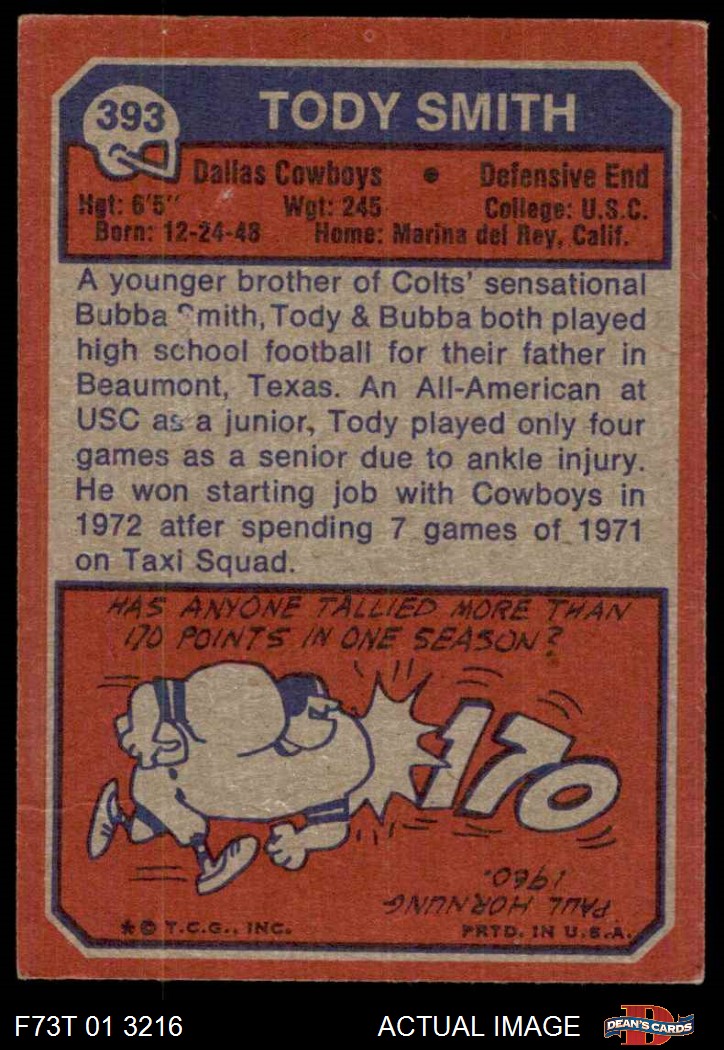 393
TODY SMITH
Dallas Cowboys • Defensive End
Hgt: 6'5" Wgt: 245 College: U.S.C.
Born: 12-24-48 Home: Marina del Rey, Calif.
A younger brother of Colts' sensational
Bubba Smith, Tody & Bubba both played
high school football for their father in
Beaumont, Texas. An All-American at
USC as a junior, Tody played only four
games as a senior due to ankle injury.
He won starting job with Cowboys in
1972 atfer spending 7 games of 1971
on Taxi Squad.
HAS ANYONE TALLIED MORE THAN
170 POINTS IN ONE SEASON?
170
PAUL HORNUNG
1960.
*© T.C.G., INC. PRTD. IN U.S.A.
F73T 01 3216 ACTUAL IMAGE D DEAN'S CARDS